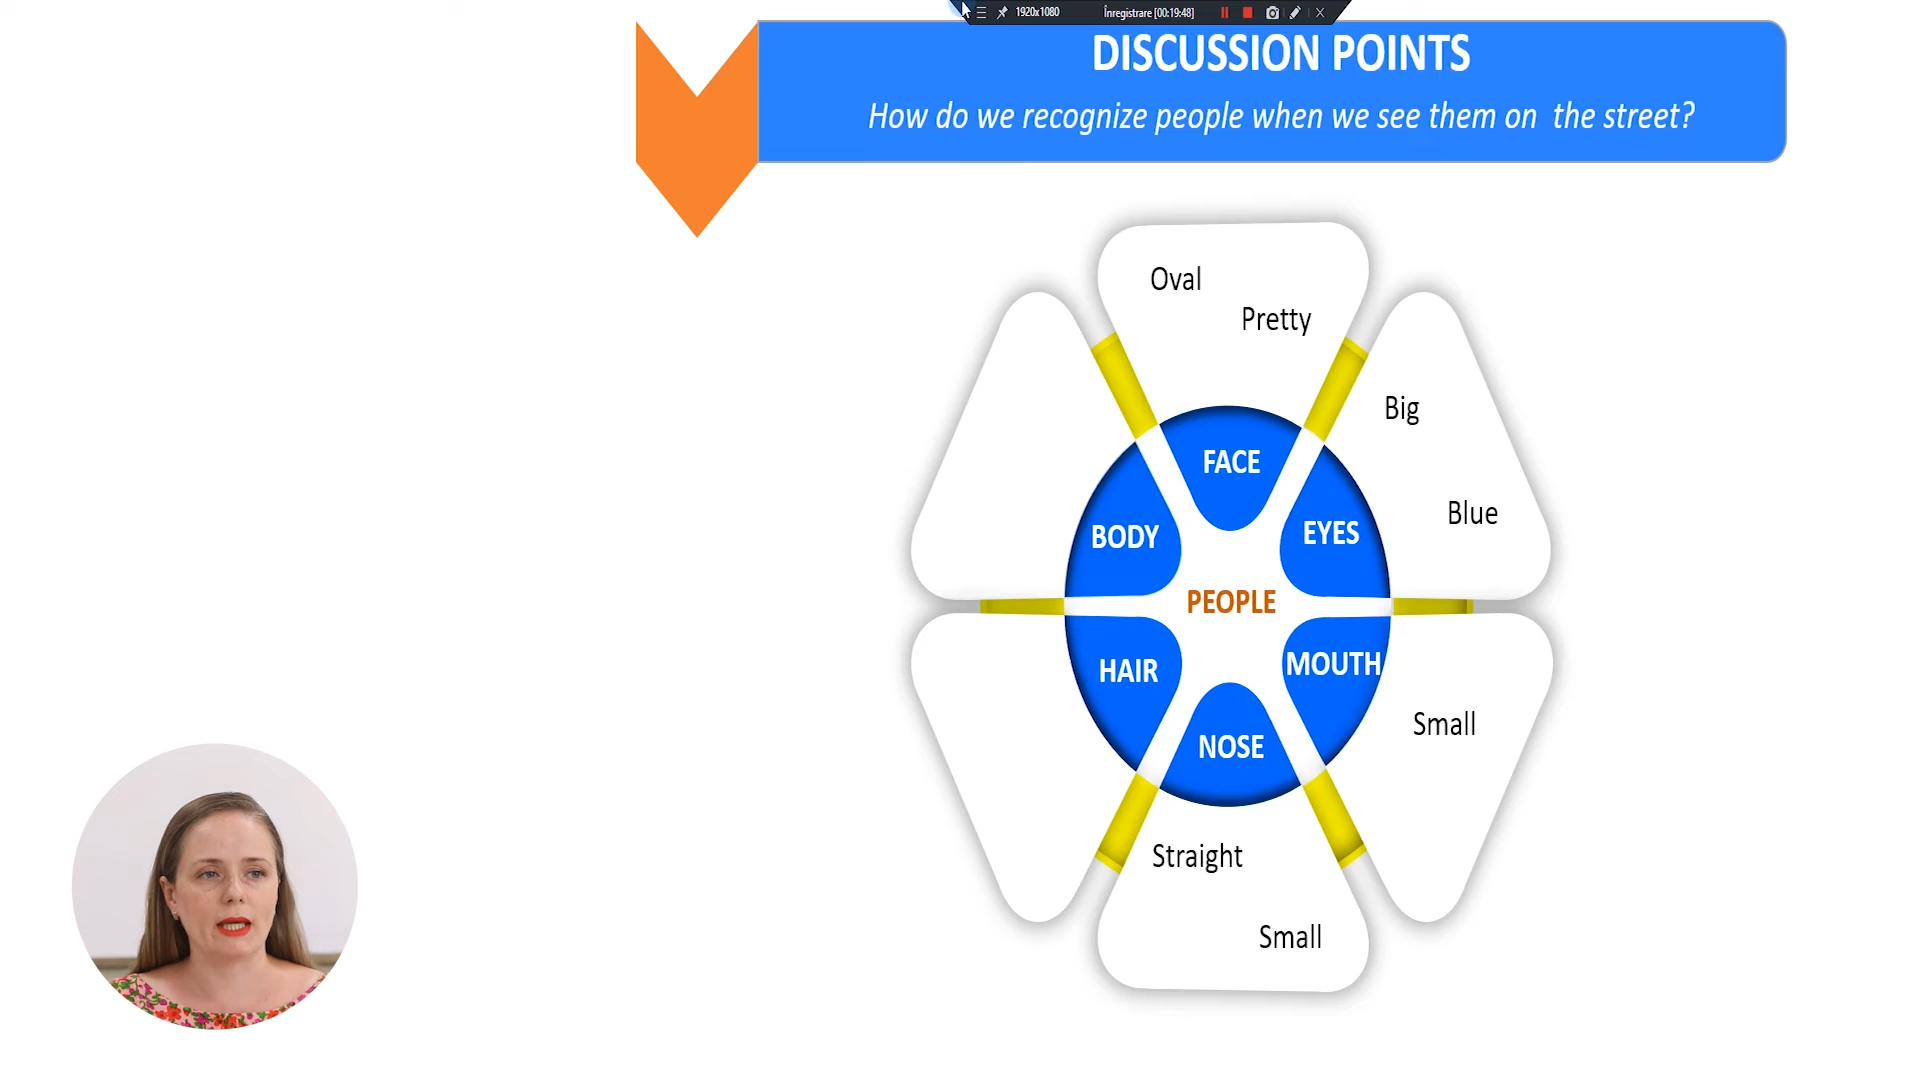 1920x1080
Înregistrare [00:19:48]
DISCUSSION POINTS
How do we recognize people when we see them on the street?
Oval
Pretty
Big
Blue
FACE
BODY
EYES
PEOPLE
HAIR
MOUTH
NOSE
Small
Straight
Small